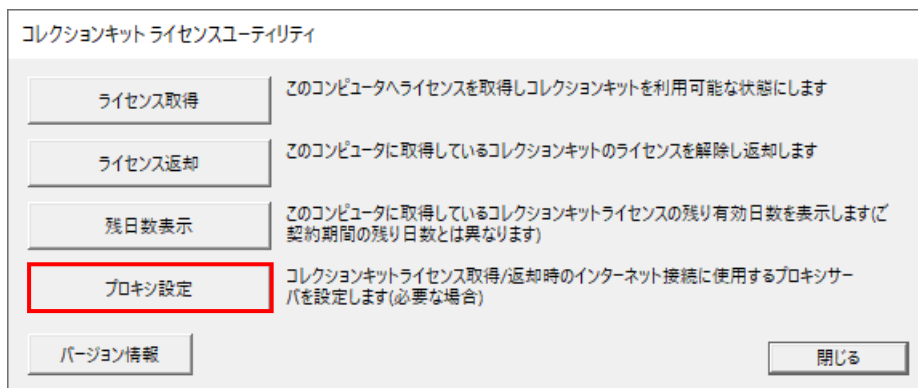 コレクションキット ライセンスユーティリティ
ライセンス取得
このコンピュータへライセンスを取得しコレクションキットを利用可能な状態にします
ライセンス返却
このコンピュータに取得しているコレクションキットのライセンスを解除し返却します
残日数表示
このコンピュータに取得しているコレクションキットライセンスの残り有効日数を表示します(ご
契約期間の残り日数とは異なります)
プロキシ設定
コレクションキットライセンス取得/返却時のインターネット接続に使用するプロキシサー
バを設定します(必要な場合)
バージョン情報
閉じる